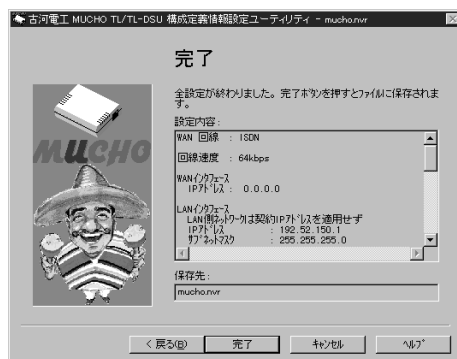 古河電工 MUCHO TL/TL-DSU 構成定義情報設定ユーティリティ - mucho.nvr
完了
全設定が終わりました。完了ボタンを押すとファイルに保存されま
す。
設定内容:
WAN 回線 : ISDN
回線速度 : 64kbps
WANインタフェース
IPアドレス : 0.0.0.0
LANインタフェース
LAN側ネットワークは契約IPアドレスを適用せず
IPアドレス : 192.52.150.1
サブネットマスク : 255.255.255.0
MUCHO
保存先:
mucho.nvr
< 戻る(B)
完了
キャンセル
ヘルプ